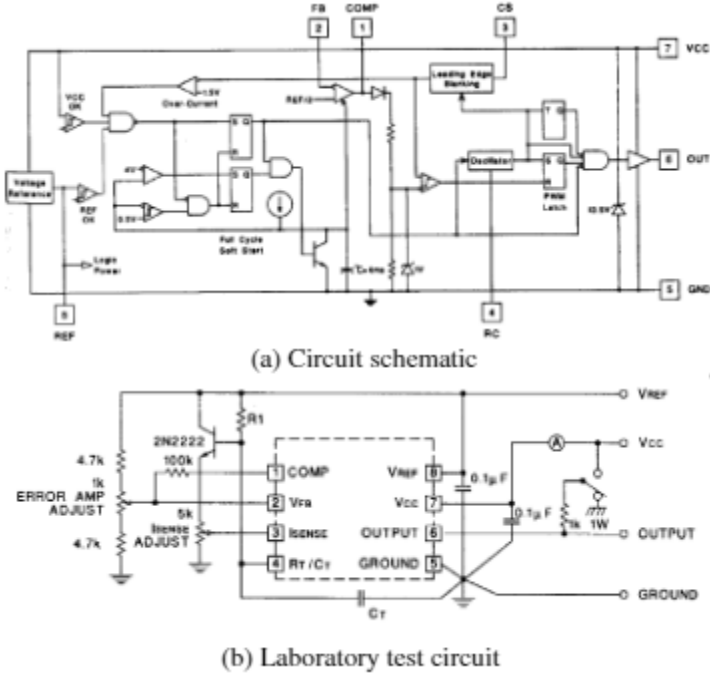 FB COMP CS
2 1 3
7 VCC
Leading Edge
Blanking
1.5V
Over-Current
VCC
OK
REF/2
S Q
R
T Q
6 OUT
Oscillator
S Q
R
PWM
Latch
Voltage
Reference
REF
OK
4V
S Q
R
0.5V
Full Cycle
Soft Start
1V
Logic
Power
5 GND
4
RC
REF
(a) Circuit schematic
VREF
R1
2N2222
A VCC
4.7k
100k
1 COMP VREF 8
0.1µF
1k
ERROR AMP
ADJUST
2 VFB VCC 7
0.1µF
5k
ISENSE
ADJUST
3 ISENSE OUTPUT 6
1k 1W
OUTPUT
4.7k
4 RT/CT GROUND 5
GROUND
CT
(b) Laboratory test circuit